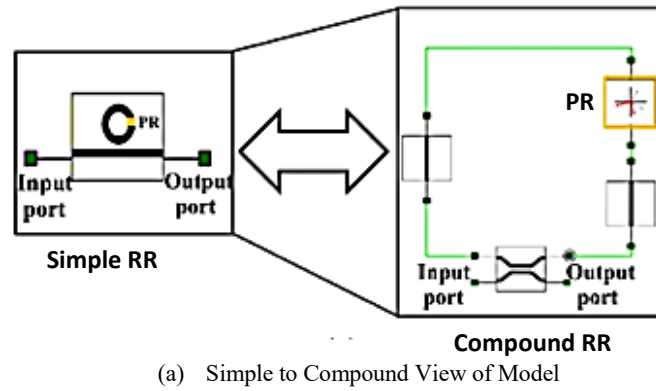 PR
Input
port
Output
port
Simple RR
PR
Input
port
Output
port
Compound RR
(a) Simple to Compound View of Model